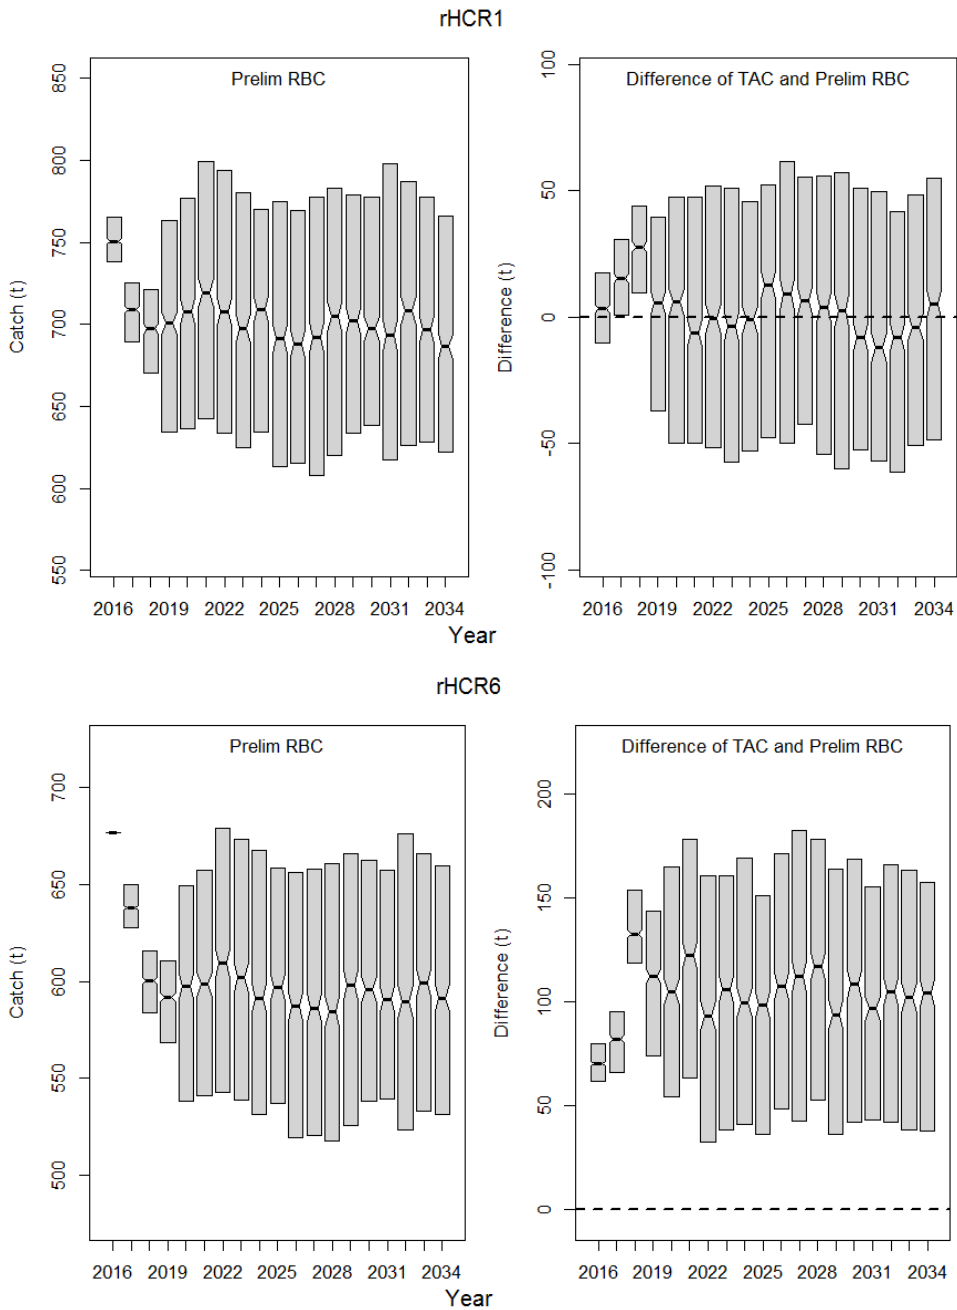 rHCR1
Prelim RBC
Difference of TAC and Prelim RBC
Catch (t)
850
800
750
700
650
600
550
Difference (t)
100
50
0
-50
-100
2016 2019 2022 2025 2028 2031 2034
2016 2019 2022 2025 2028 2031 2034
Year
rHCR6
Prelim RBC
Difference of TAC and Prelim RBC
Catch (t)
700
650
600
550
500
Difference (t)
200
150
100
50
0
2016 2019 2022 2025 2028 2031 2034
2016 2019 2022 2025 2028 2031 2034
Year